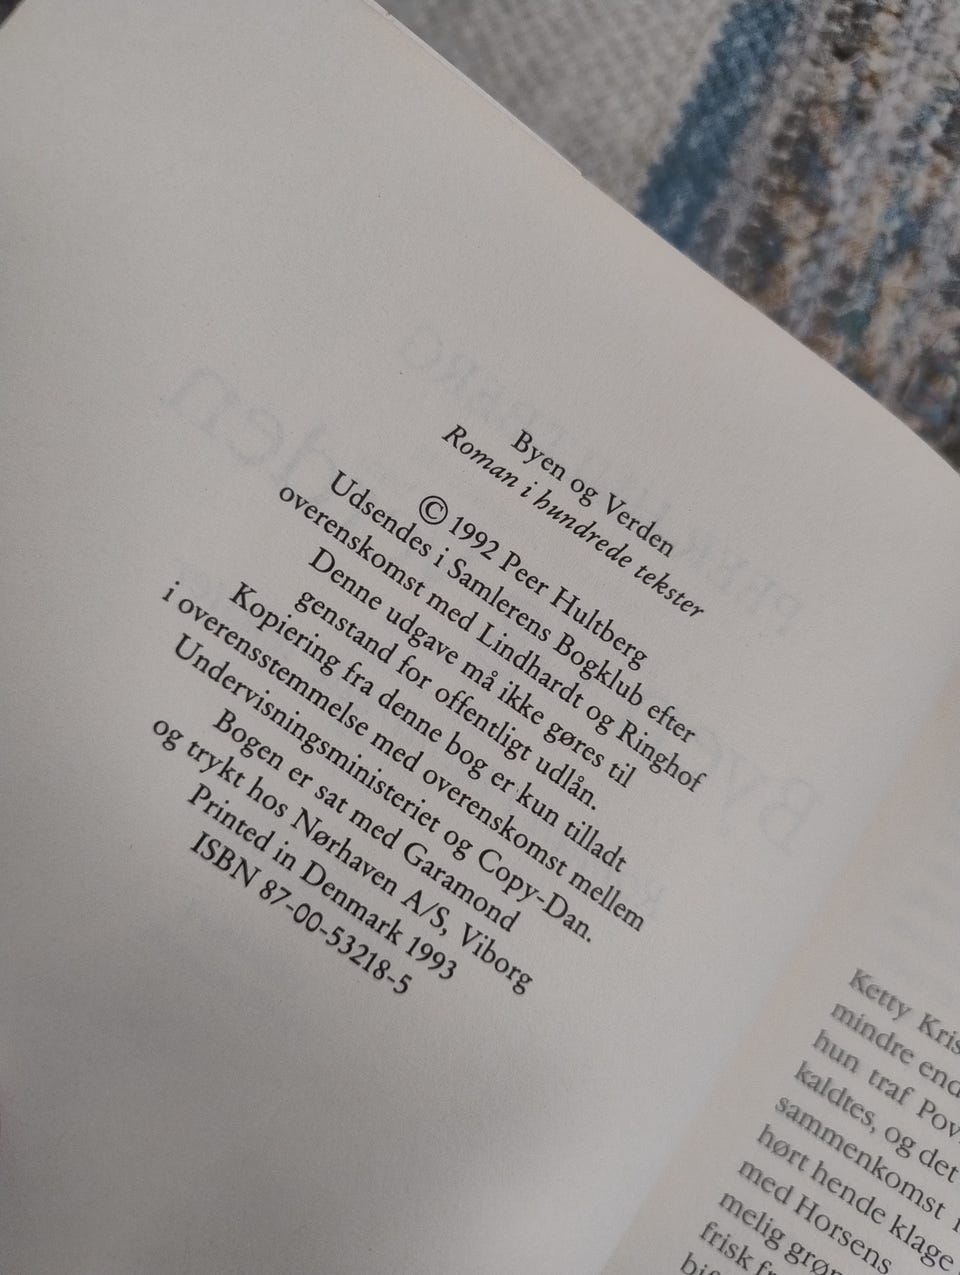 Byen og Verden
Roman i hundrede tekster
© 1992 Peer Hultberg
Udsendes i Samlerens Bogklub efter
overenskomst med Lindhardt og Ringhof
Denne udgave må ikke gøres til
genstand for offentligt udlån.
Kopiering fra denne bog er kun tilladt
i overensstemmelse med overenskomst mellem
Undervisningsministeriet og Copy-Dan.
Bogen er sat med Garamond
og trykt hos Nørhaven A/S, Viborg
Printed in Denmark 1993
ISBN 87-00-53218-5
Ketty Kris
mindre end
hun traf Pov
kaldtes, og det
sammenkomst
hørt hende klage
med Horsens
melig grøn
frisk